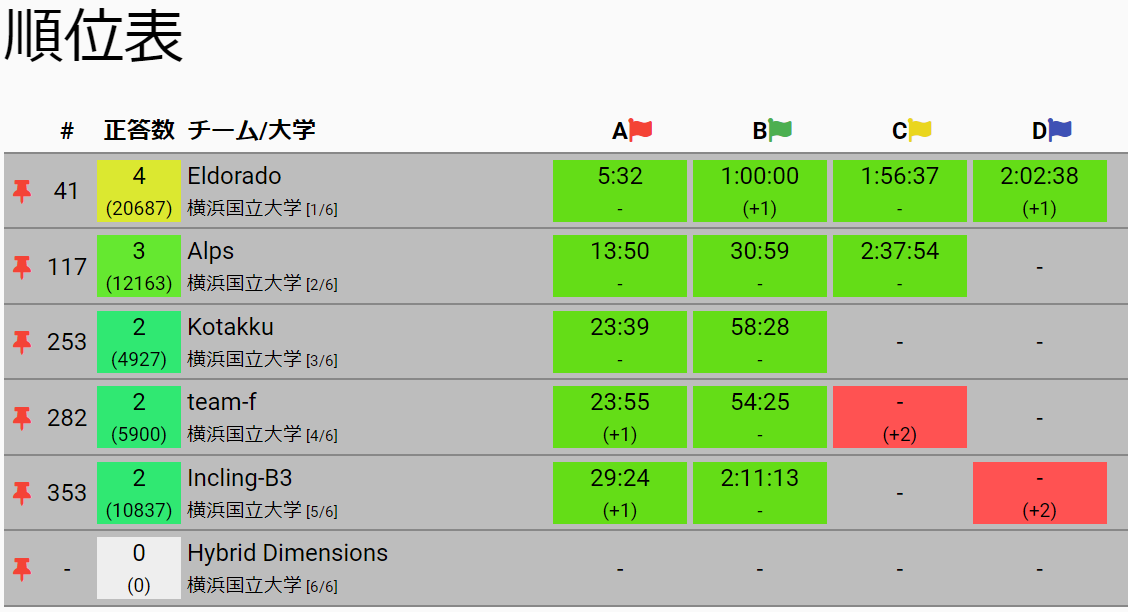 順位表
# 正答数 チーム/大学 A B C D
41 4 Eldorado 5:32 1:00:00 1:56:37 2:02:38
(20687) 横浜国立大学 [1/6] - (+1) - (+1)
117 3 Alps 13:50 30:59 2:37:54 -
(12163) 横浜国立大学 [2/6] - - -
253 2 Kotakku 23:39 58:28 - -
(4927) 横浜国立大学 [3/6] - -
282 2 team-f 23:55 54:25 - -
(5900) 横浜国立大学 [4/6] (+1) - (+2)
353 2 Incling-B3 29:24 2:11:13 - -
(10837) 横浜国立大学 [5/6] (+1) - (+2)
- 0 Hybrid Dimensions - - - -
(0) 横浜国立大学 [6/6]